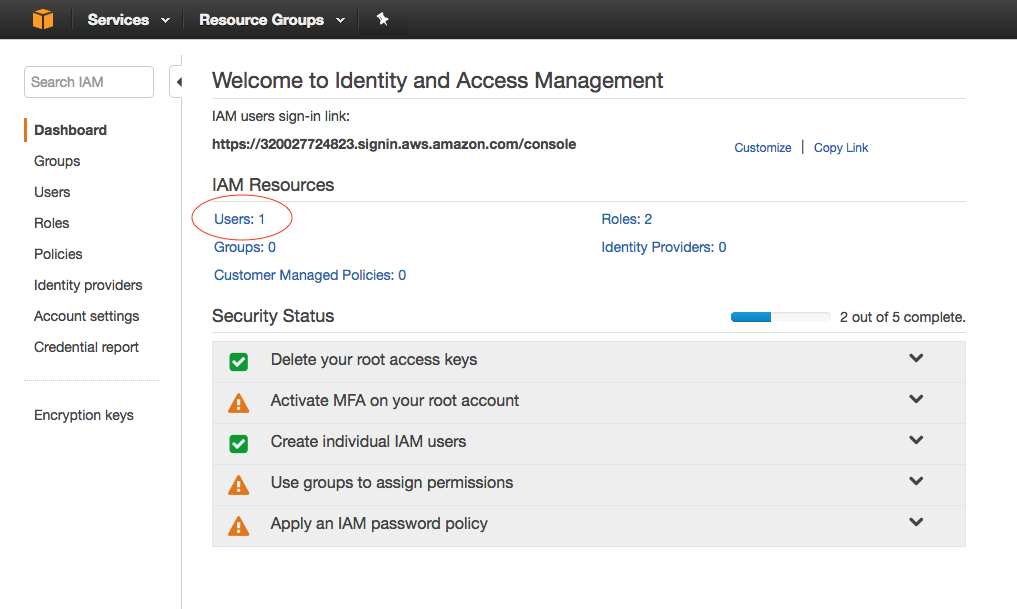 Services Resource Groups
Search IAM
Dashboard
Groups
Users
Roles
Policies
Identity providers
Account settings
Credential report
Encryption keys
Welcome to Identity and Access Management
IAM users sign-in link:
https://320027724823.signin.aws.amazon.com/console Customize | Copy Link
IAM Resources
Users: 1 Roles: 2
Groups: 0 Identity Providers: 0
Customer Managed Policies: 0
Security Status 2 out of 5 complete.
Delete your root access keys
Activate MFA on your root account
Create individual IAM users
Use groups to assign permissions
Apply an IAM password policy